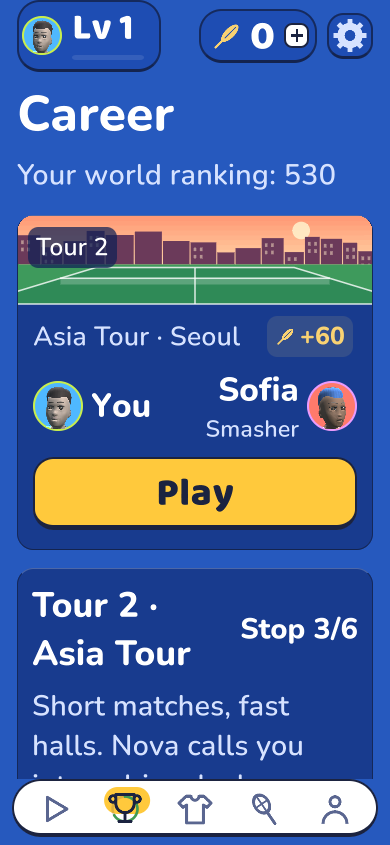 Lv 1
0
Career
Your world ranking: 530
Tour 2
Asia Tour · Seoul
+60
You
Sofia
Smasher
Play
Tour 2 ·
Asia Tour
Stop 3/6
Short matches, fast
halls. Nova calls you